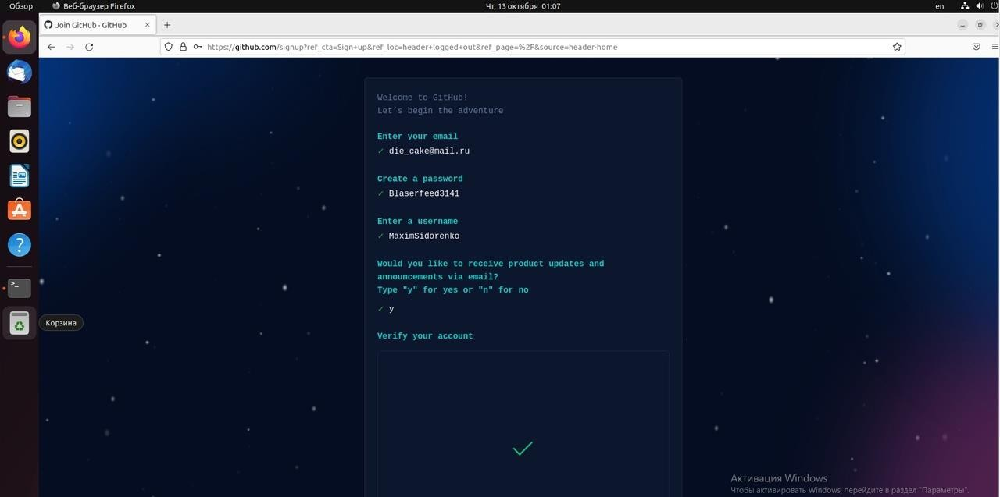 Обзор
Веб-браузер Firefox
Чт, 13 октября 01:07
en
Join GitHub · GitHub
https://github.com/signup?ref_cta=Sign+up&ref_loc=header+logged+out&ref_page=%2F&source=header-home
Welcome to GitHub!
Let’s begin the adventure
Enter your email
✓ die_cake@mail.ru
Create a password
✓ Blaserfeed3141
Enter a username
✓ MaximSidorenko
Would you like to receive product updates and
announcements via email?
Type "y" for yes or "n" for no
✓ y
Корзина
Verify your account
Активация Windows
Чтобы активировать Windows, перейдите в раздел "Параметры".